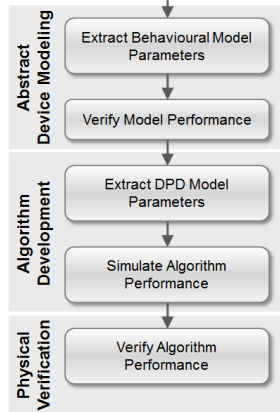 Abstract
Device Modeling
Extract Behavioural Model
Parameters
Verify Model Performance
Algorithm
Development
Extract DPD Model
Parameters
Simulate Algorithm
Performance
Physical
Verification
Verify Algorithm
Performance